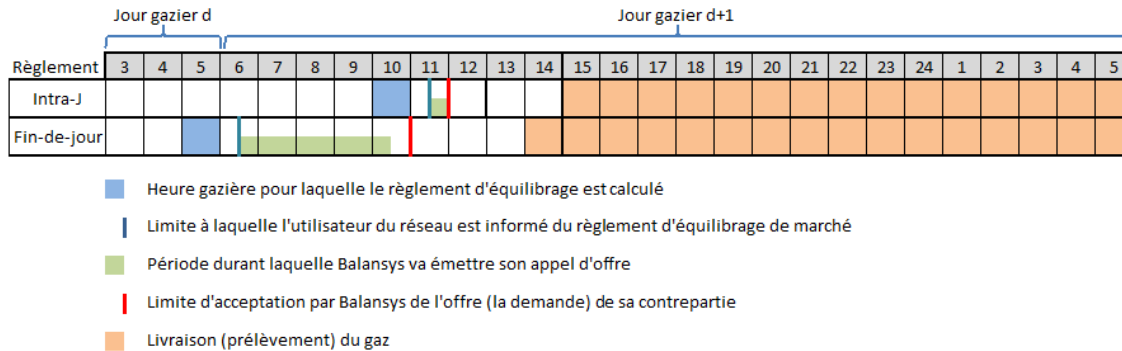 Jour gazier d
Jour gazier d+1
Règlement 3 4 5 6 7 8 9 10 11 12 13 14 15 16 17 18 19 20 21 22 23 24 1 2 3 4 5
Intra-J
Fin-de-jour
Heure gazière pour laquelle le règlement d'équilibrage est calculé
Limite à laquelle l'utilisateur du réseau est informé du règlement d'équilibrage de marché
Période durant laquelle Balansys va émettre son appel d'offre
Limite d'acceptation par Balansys de l'offre (la demande) de sa contrepartie
Livraison (prélèvement) du gaz